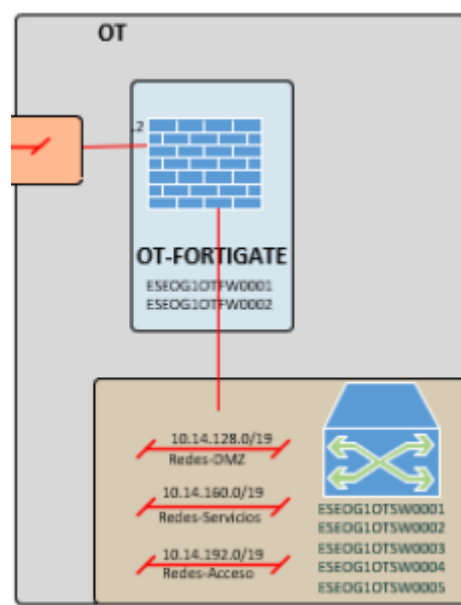 OT
.2
OT-FORTIGATE
ESEOG1OTFW0001
ESEOG1OTFW0002
10.14.128.0/19
Redes-DMZ
10.14.160.0/19
Redes-Servicios
10.14.192.0/19
Redes-Acceso
ESEOG1OTSW0001
ESEOG1OTSW0002
ESEOG1OTSW0003
ESEOG1OTSW0004
ESEOG1OTSW0005